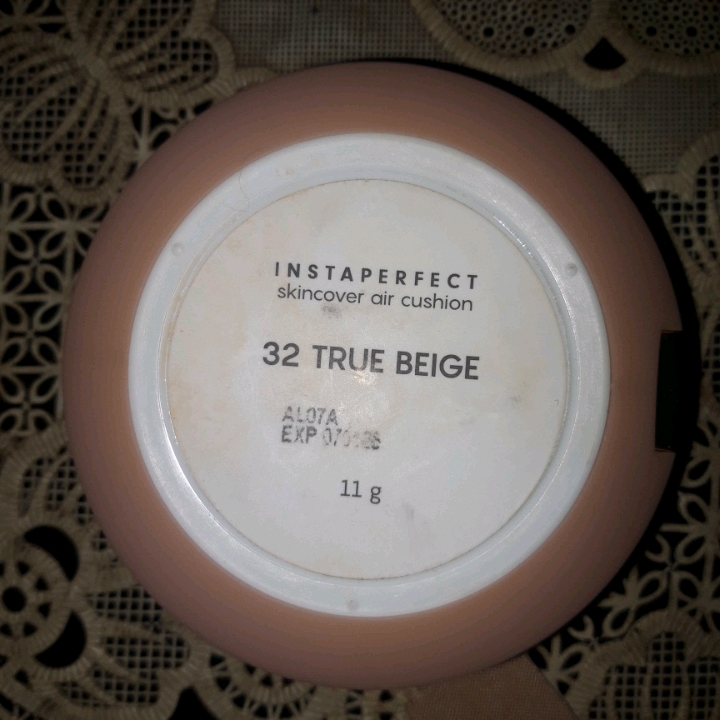 INSTAPERFECT
skincover air cushion
32 TRUE BEIGE
AL07A
EXP
11 g